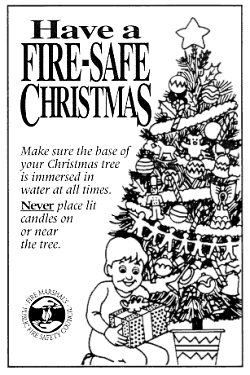 Have a
FIRE-SAFE
CHRISTMAS
Make sure the base of
your Christmas tree
is immersed in
water at all times.
Never place lit
candles on
or near
the tree.
FIRE MARSHAL'S
PUBLIC FIRE SAFETY COUNCIL